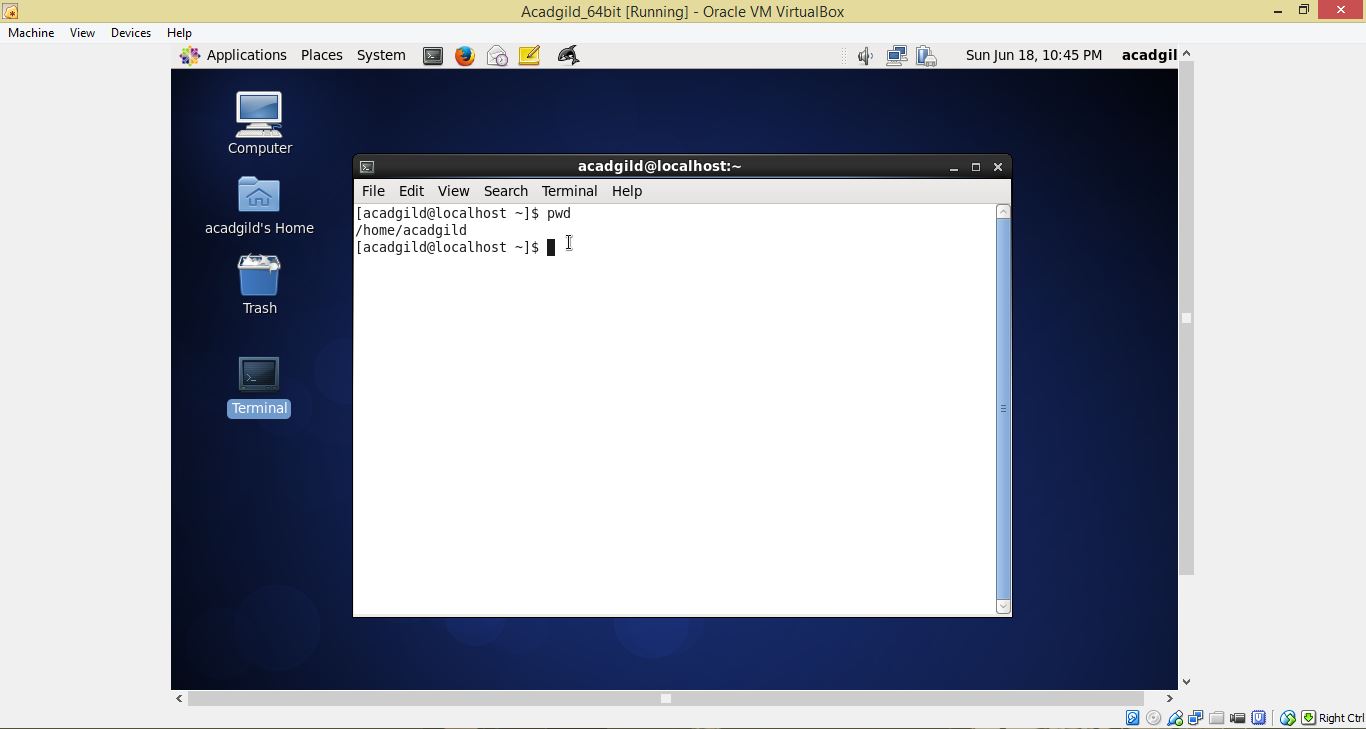 Acadgild_64bit [Running] - Oracle VM VirtualBox
Machine View Devices Help
Applications Places System Sun Jun 18, 10:45 PM acadgil
Computer
acadgild's Home
Trash
Terminal
acadgild@localhost:~
File Edit View Search Terminal Help
[acadgild@localhost ~]$ pwd
/home/acadgild
[acadgild@localhost ~]$
Right Ctrl